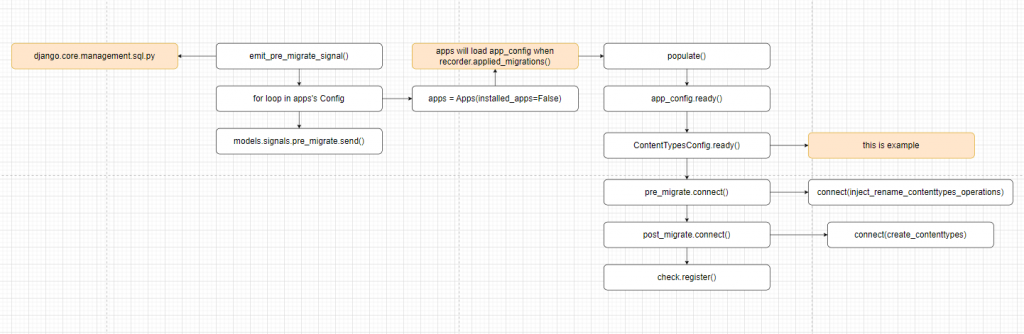 django.core.management.sql.py
emit_pre_migrate_signal()
apps will load app_config when
recorder.applied_migrations()
populate()
for loop in apps's Config
apps = Apps(installed_apps=False)
app_config.ready()
models.signals.pre_migrate.send()
ContentTypesConfig.ready()
this is example
pre_migrate.connect()
connect(inject_rename_contenttypes_operations)
post_migrate.connect()
connect(create_contenttypes)
check.register()